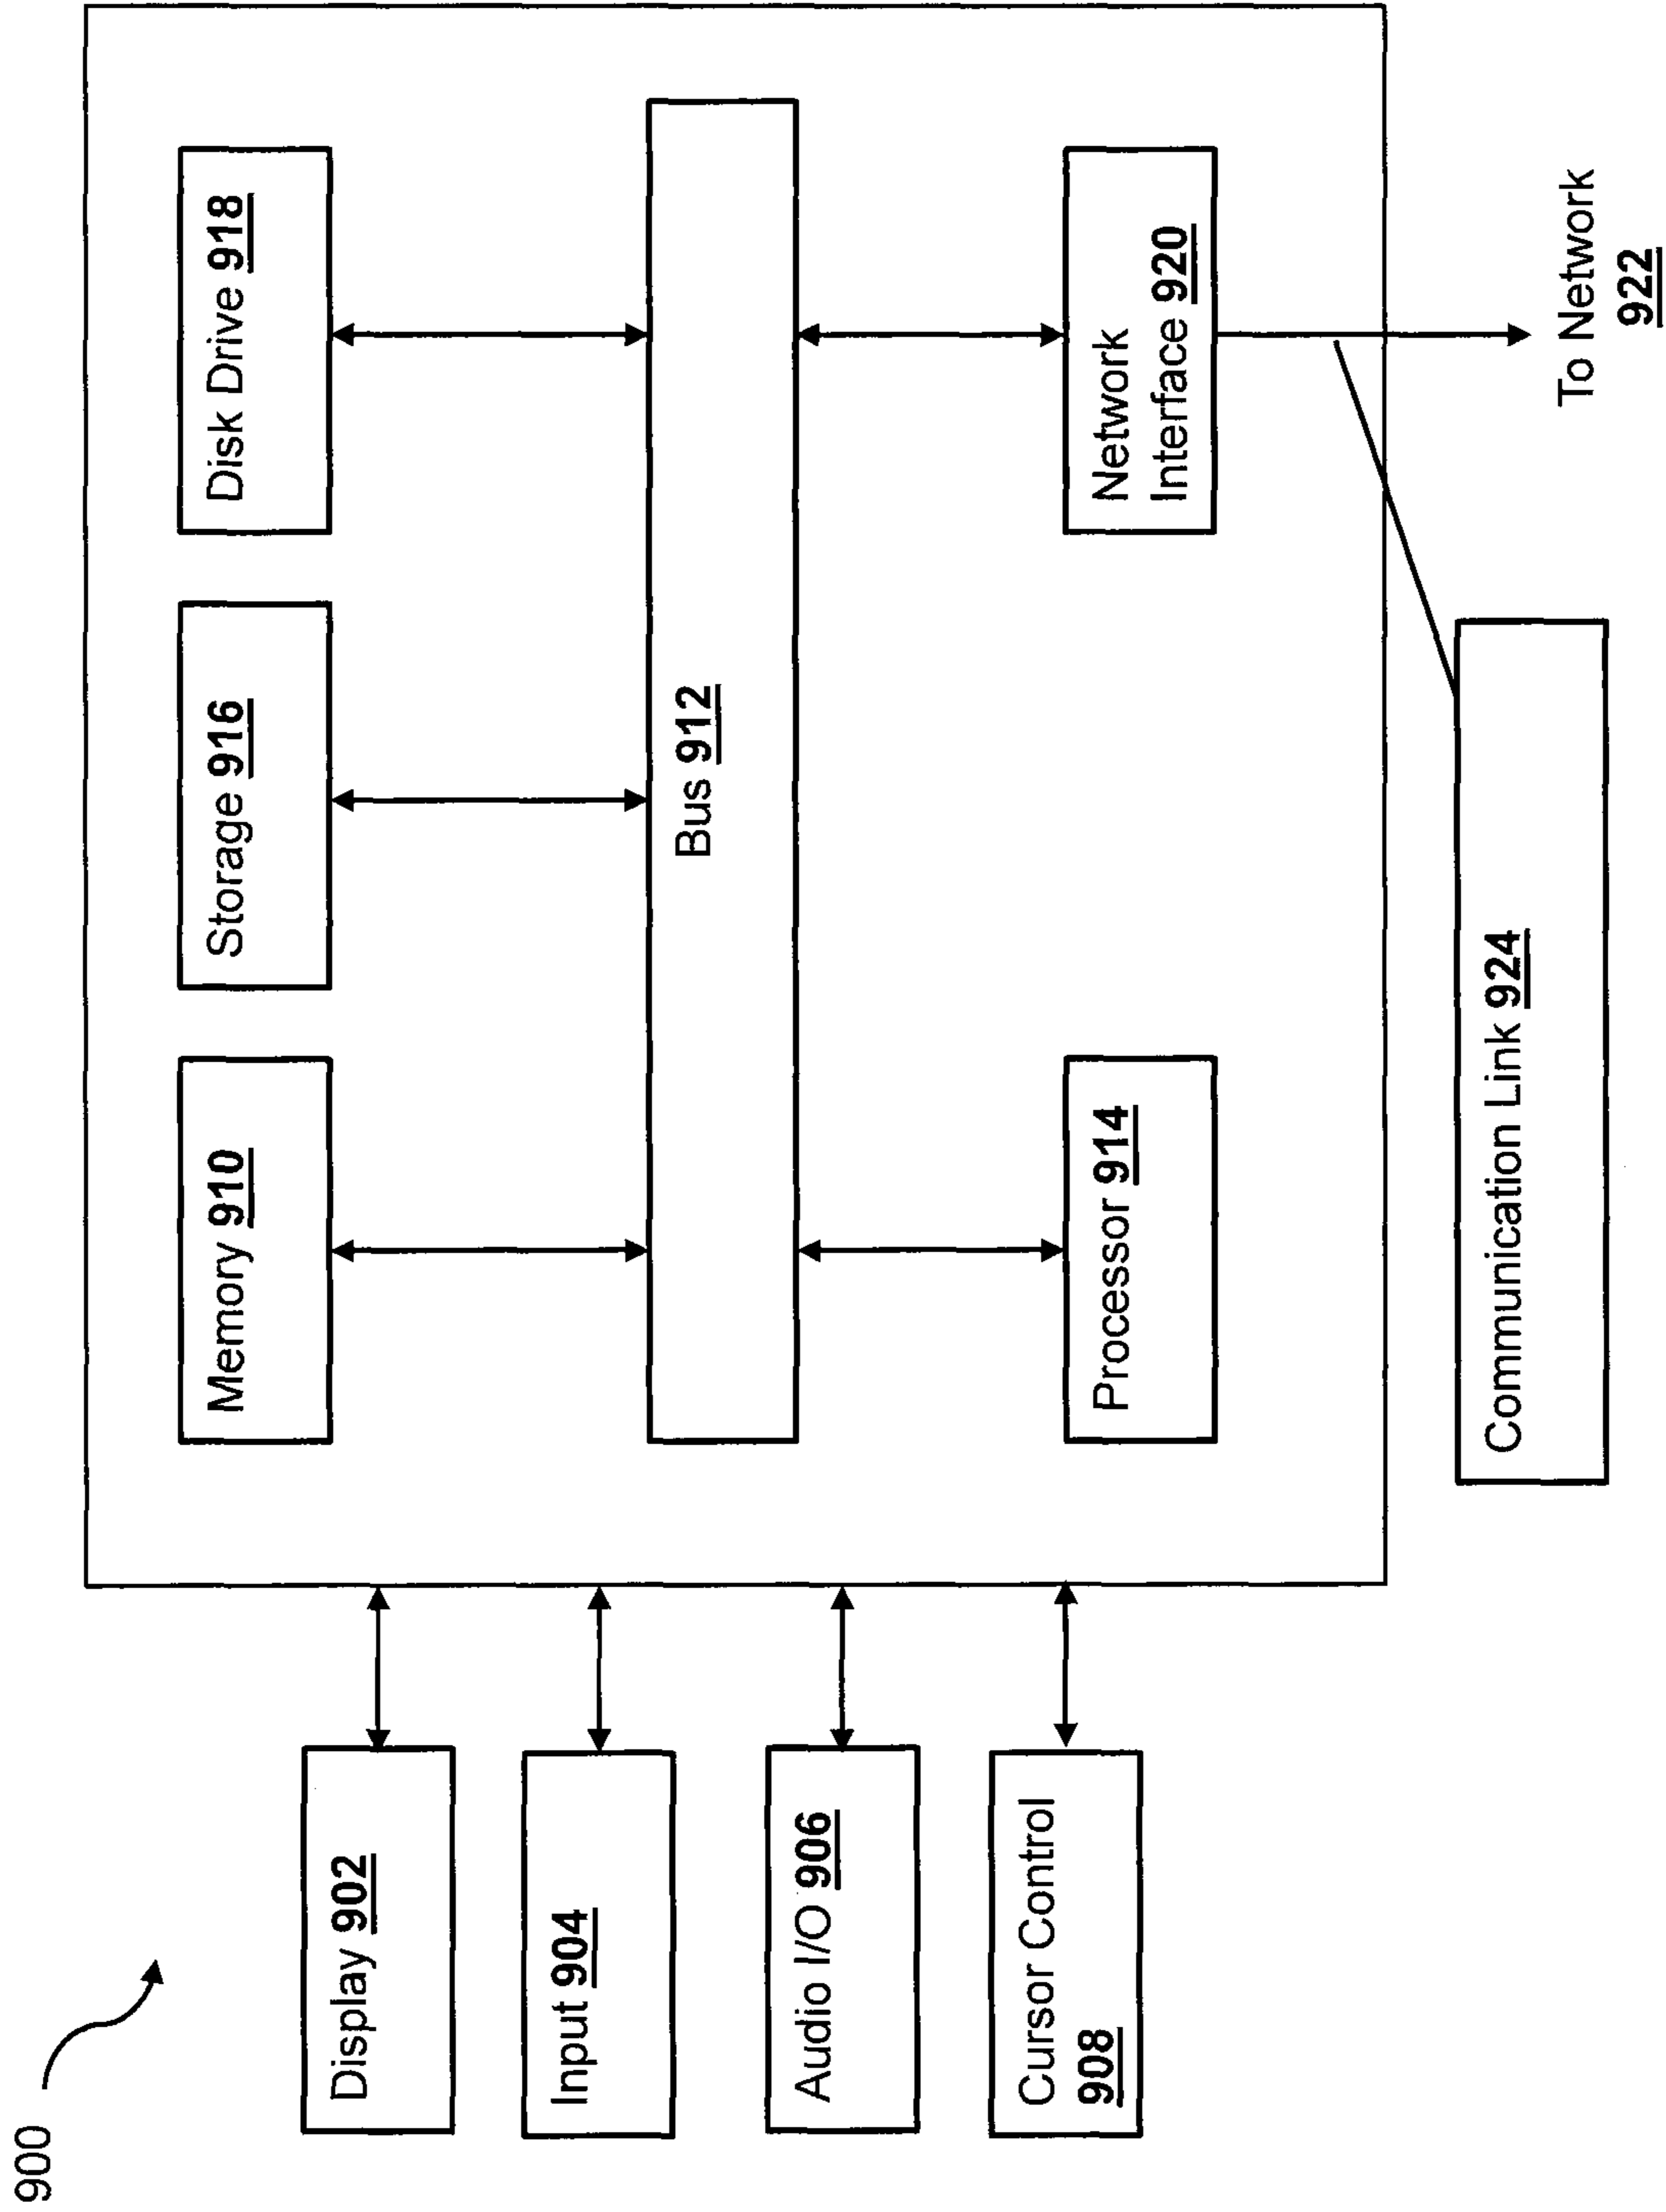 900
Display 902
Input 904
Audio I/O 906
Cursor Control
908
Memory 910
Storage 916
Disk Drive 918
Bus 912
Processor 914
Network
Interface 920
Communication Link 924
To Network
922